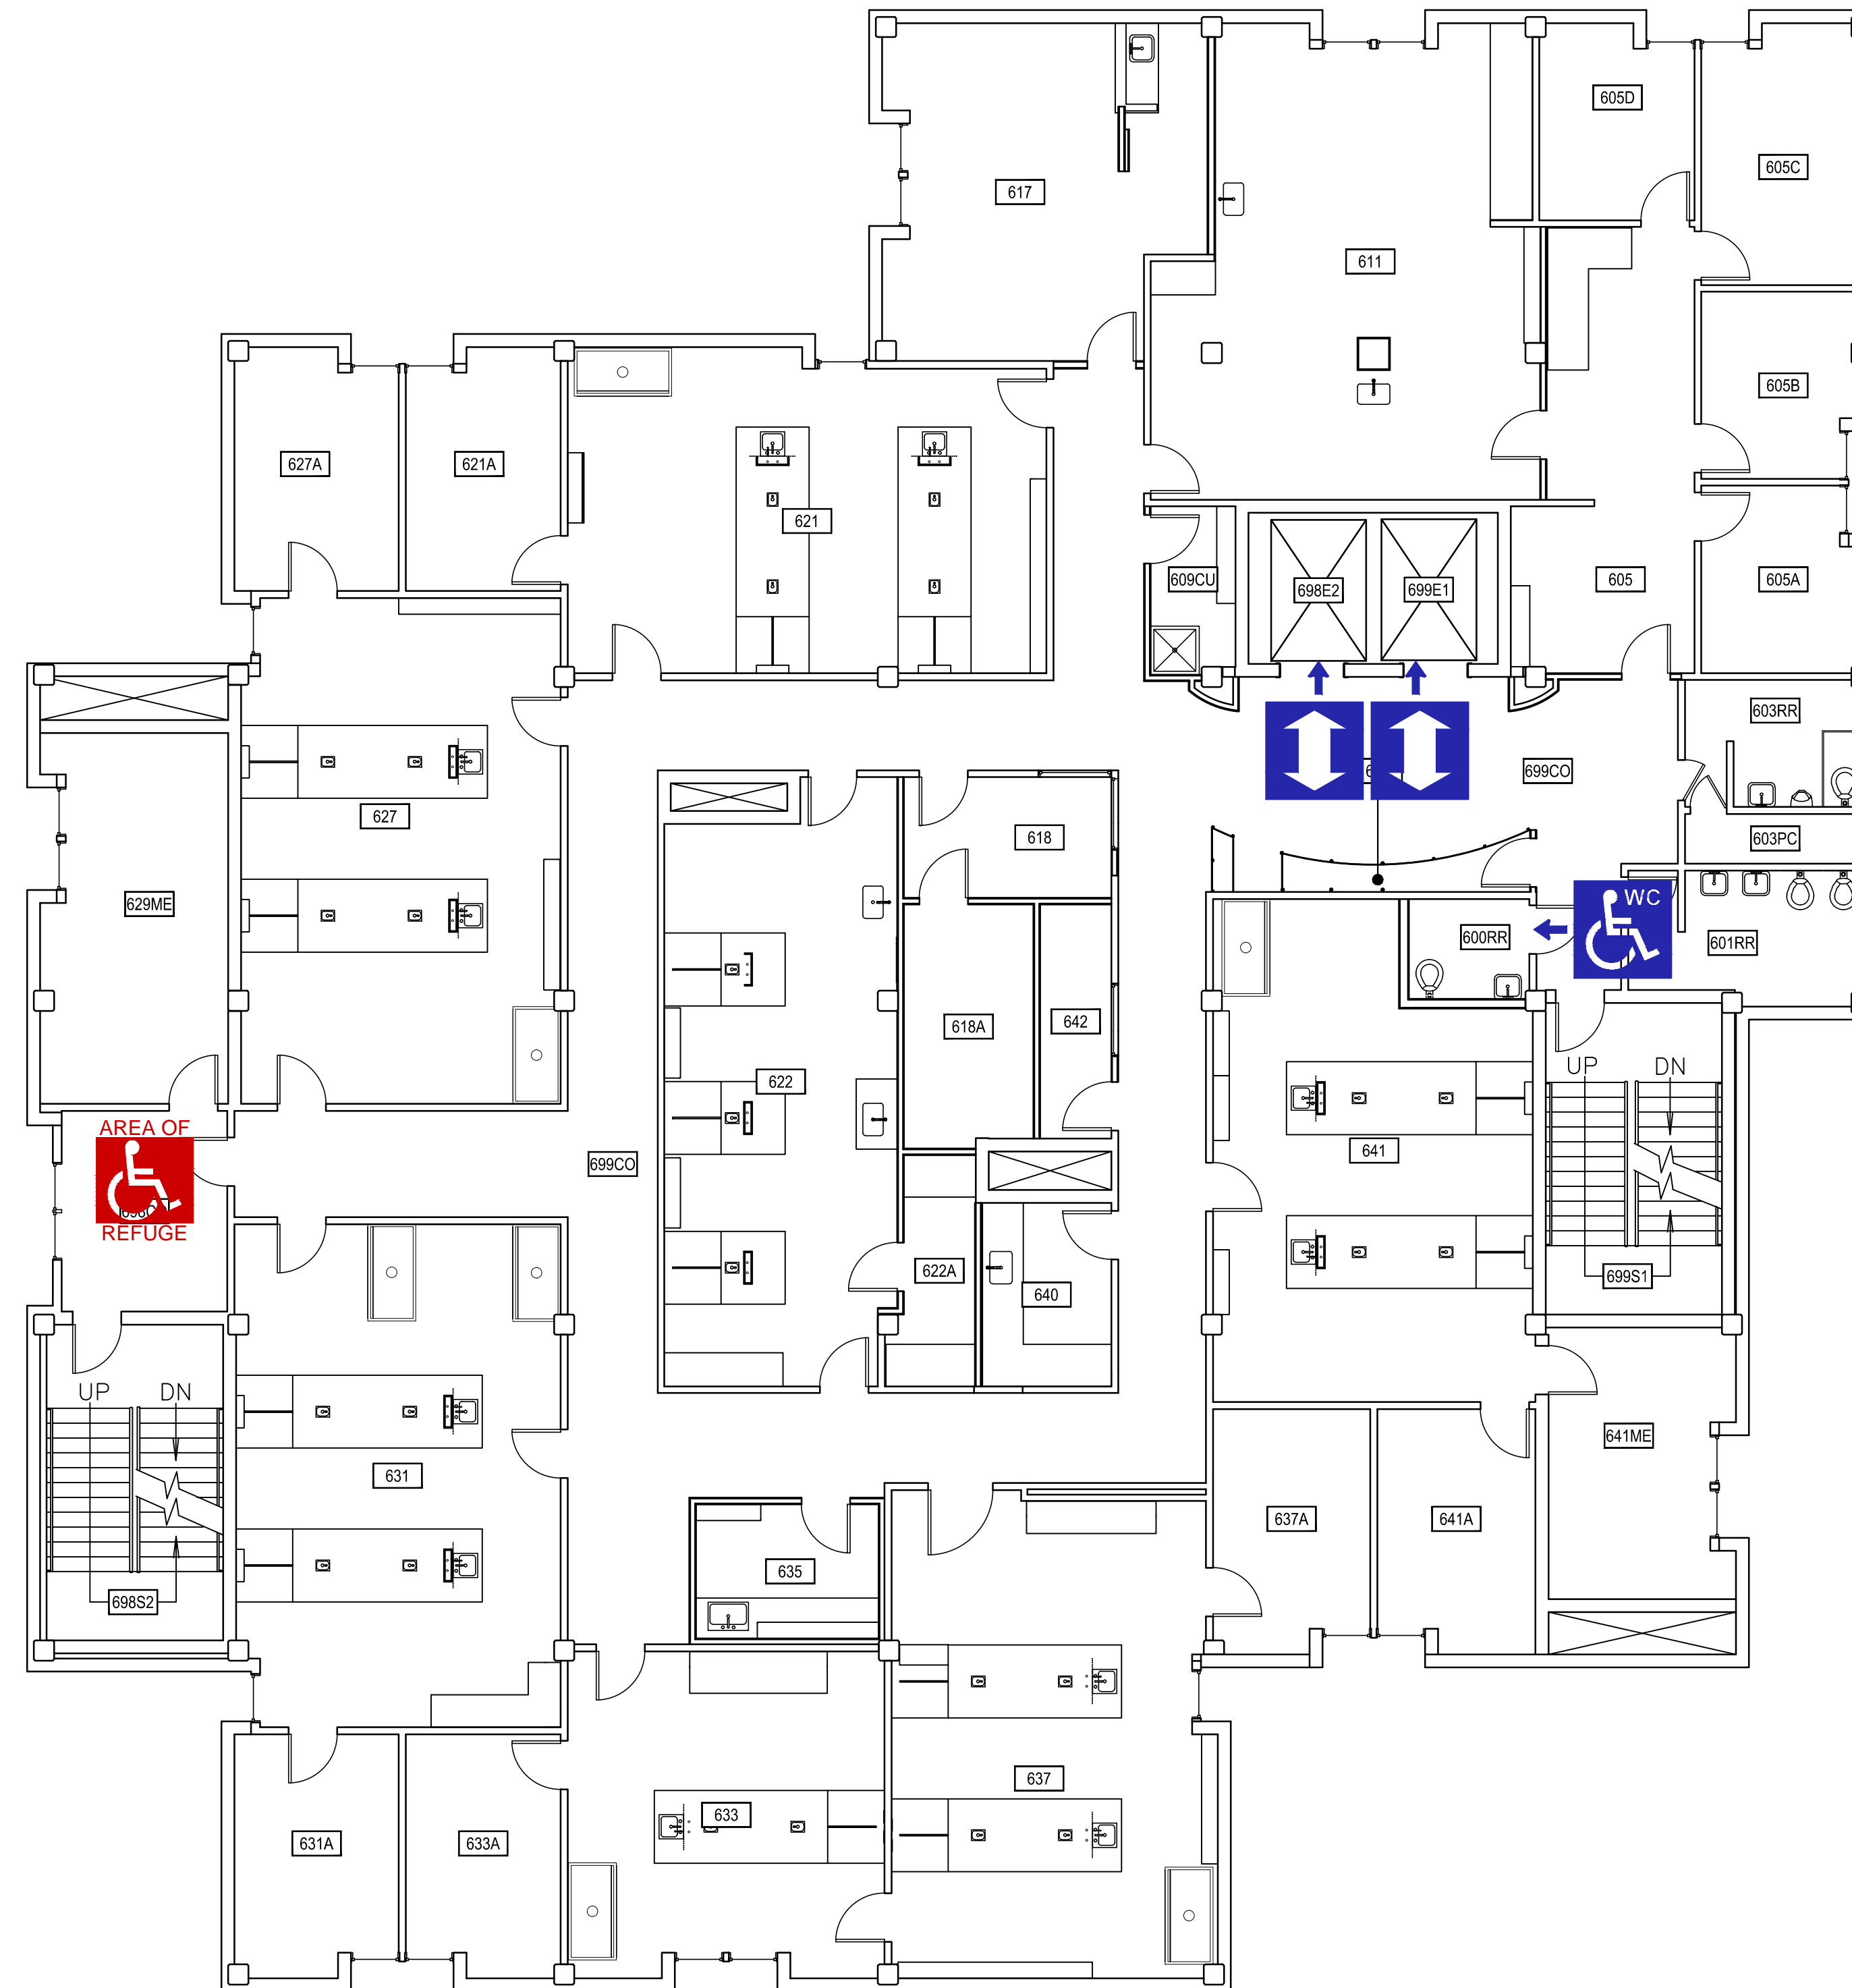 605D
605C
617
611
605B
627A
621A
621
609CU
698E2
699E1
605
605A
603RR
699CO
627
618
603PC
629ME
WC
600RR
601RR
618A
642
622
UP
DN
AREA OF
REFUGE
699CO
641
622A
640
699S1
UP
DN
631
641ME
635
637A
641A
698S2
637
633
631A
633A